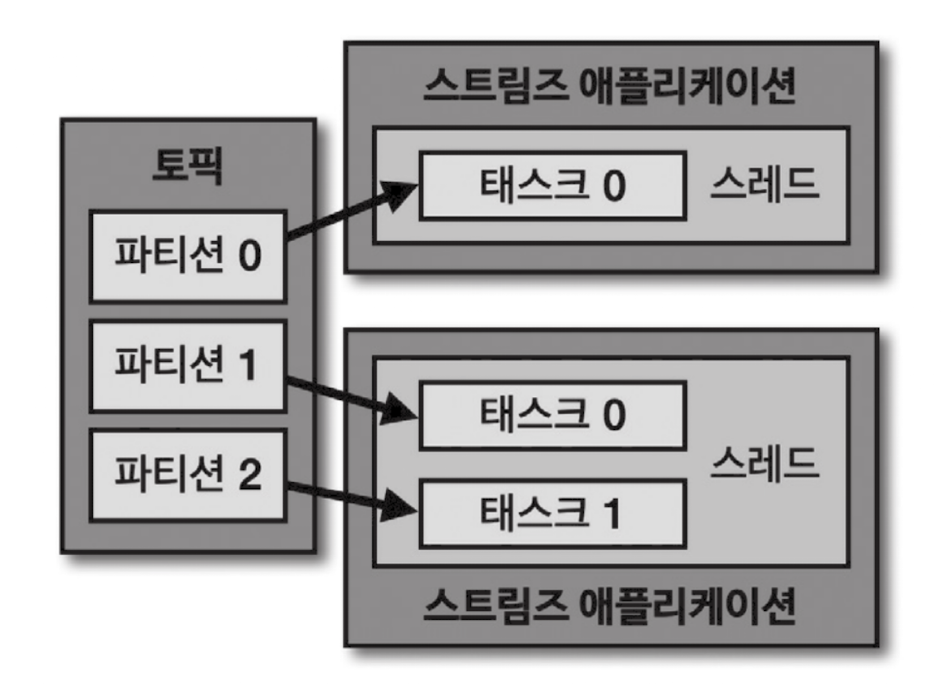 토픽
파티션 0
파티션 1
파티션 2
스트림즈 애플리케이션
태스크 0
스레드
태스크 0
태스크 1
스레드
스트림즈 애플리케이션